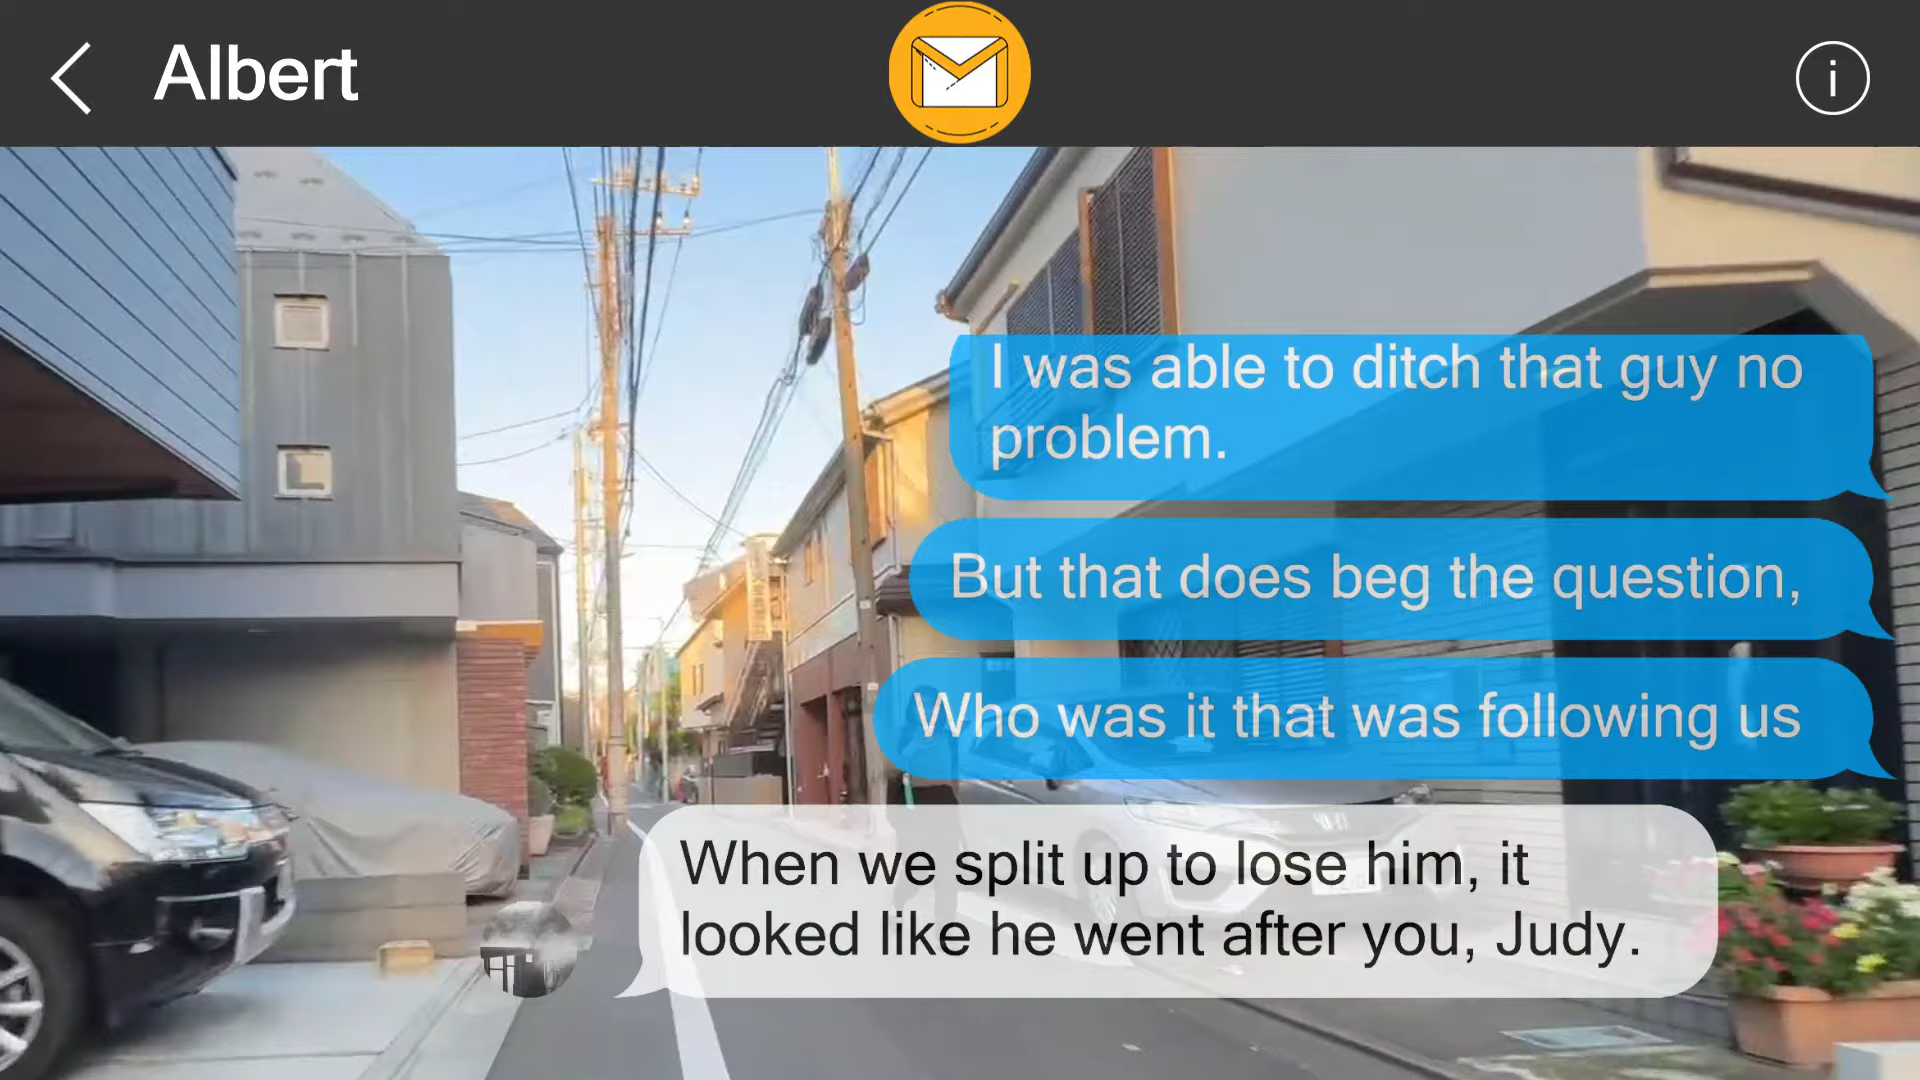 Albert
I was able to ditch that guy no
problem.
But that does beg the question,
Who was it that was following us
When we split up to lose him, it
looked like he went after you, Judy.